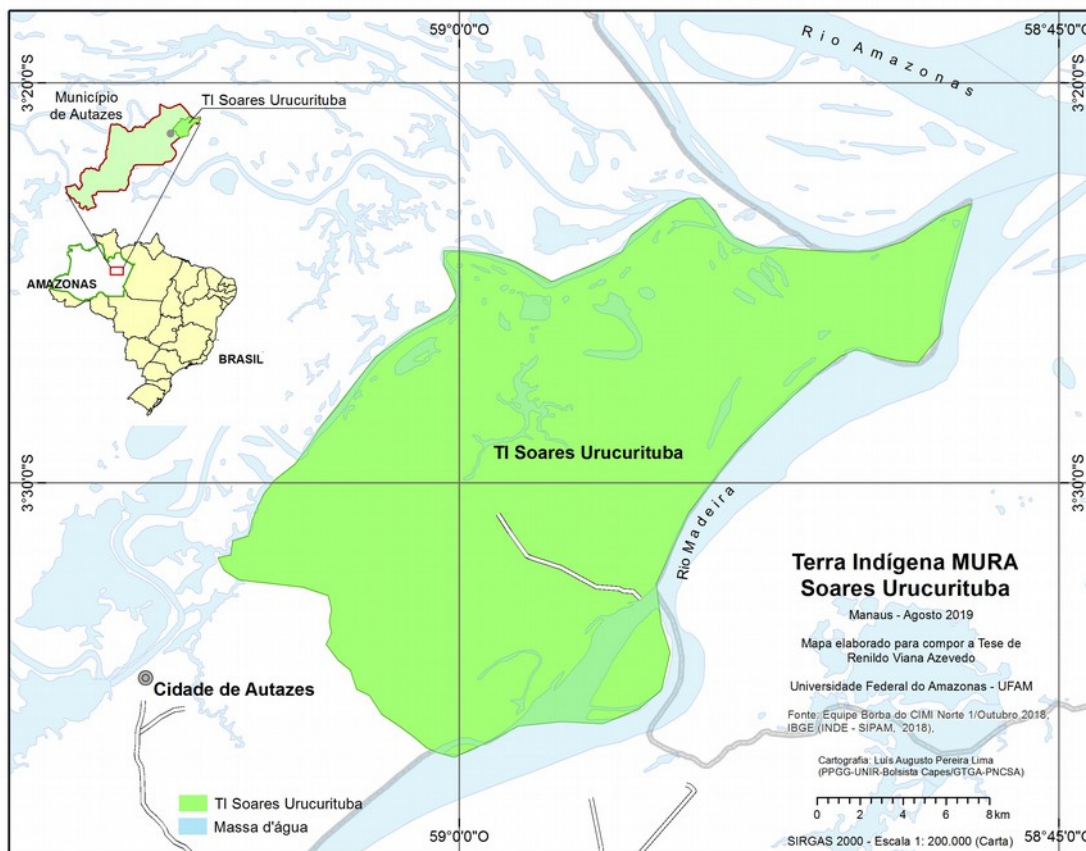 59°0'0"O
58°45'0"O
3°20'0"S
3°20'0"S
Rio Amazonas
Município
de Autazes
TI Soares Urucurituba
AMAZONAS
BRASIL
TI Soares Urucurituba
3°30'0"S
3°30'0"S
Rio Madeira
Terra Indígena MURA
Soares Urucurituba
Manaus - Agosto 2019
Mapa elaborado para compor a Tese de
Renildo Viana Azevedo
Universidade Federal do Amazonas - UFAM
Fonte: Equipe Borba do CIMI Norte 1/Outubro 2018,
IBGE (INDE - SIPAM, 2018),
Cartografia: Luís Augusto Pereira Lima
(PPGG-UNIR-Bolsista Capes/GTGA-PNCSA)
0 2 4 6 8 km
SIRGAS 2000 - Escala 1: 200.000 (Carta)
Cidade de Autazes
TI Soares Urucurituba
Massa d'água
59°0'0"O
58°45'0"O